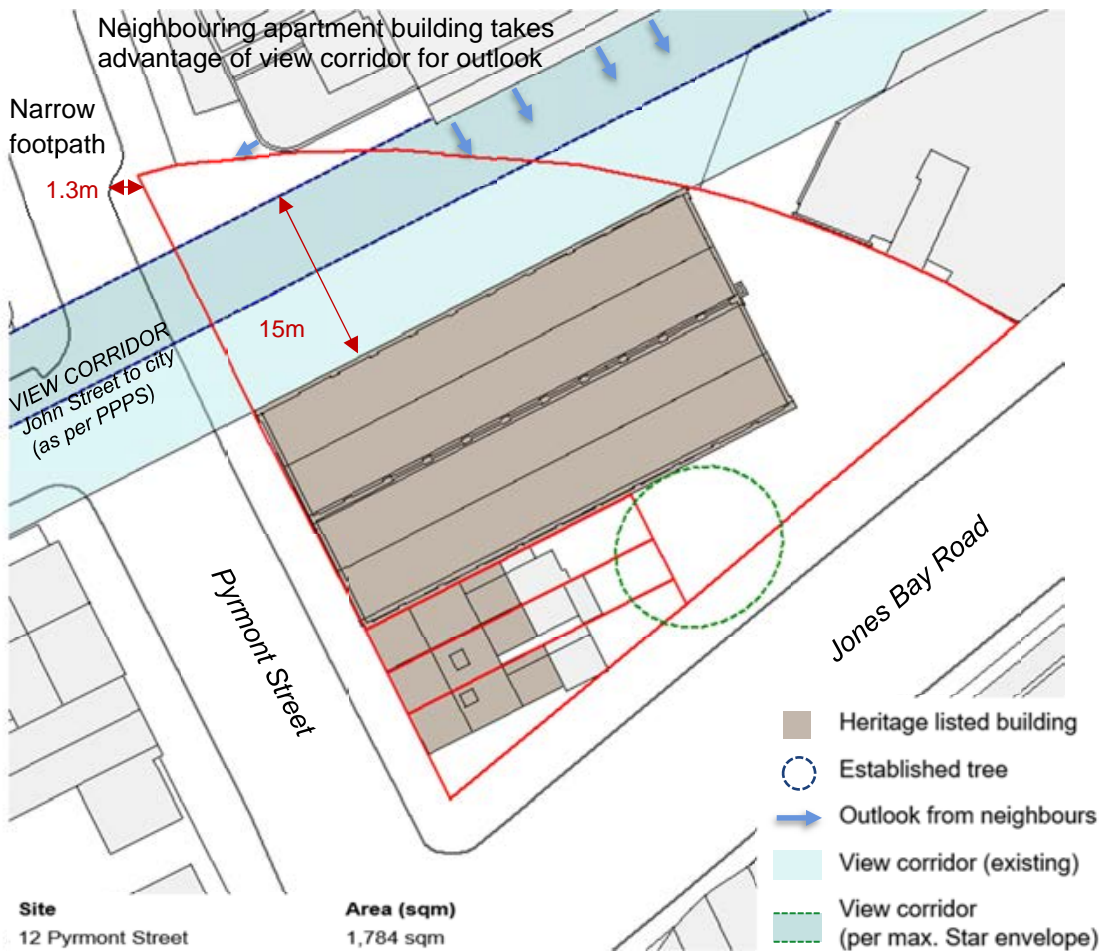 Neighbouring apartment building takes
advantage of view corridor for outlook
Narrow
footpath
1.3m
15m
VIEW CORRIDOR
John Street to city
(as per PPPS)
Pyrmont Street
Jones Bay Road
Heritage listed building
Established tree
Outlook from neighbours
View corridor (existing)
View corridor
(per max. Star envelope)
Site
Area (sqm)
12 Pyrmont Street
1,784 sqm